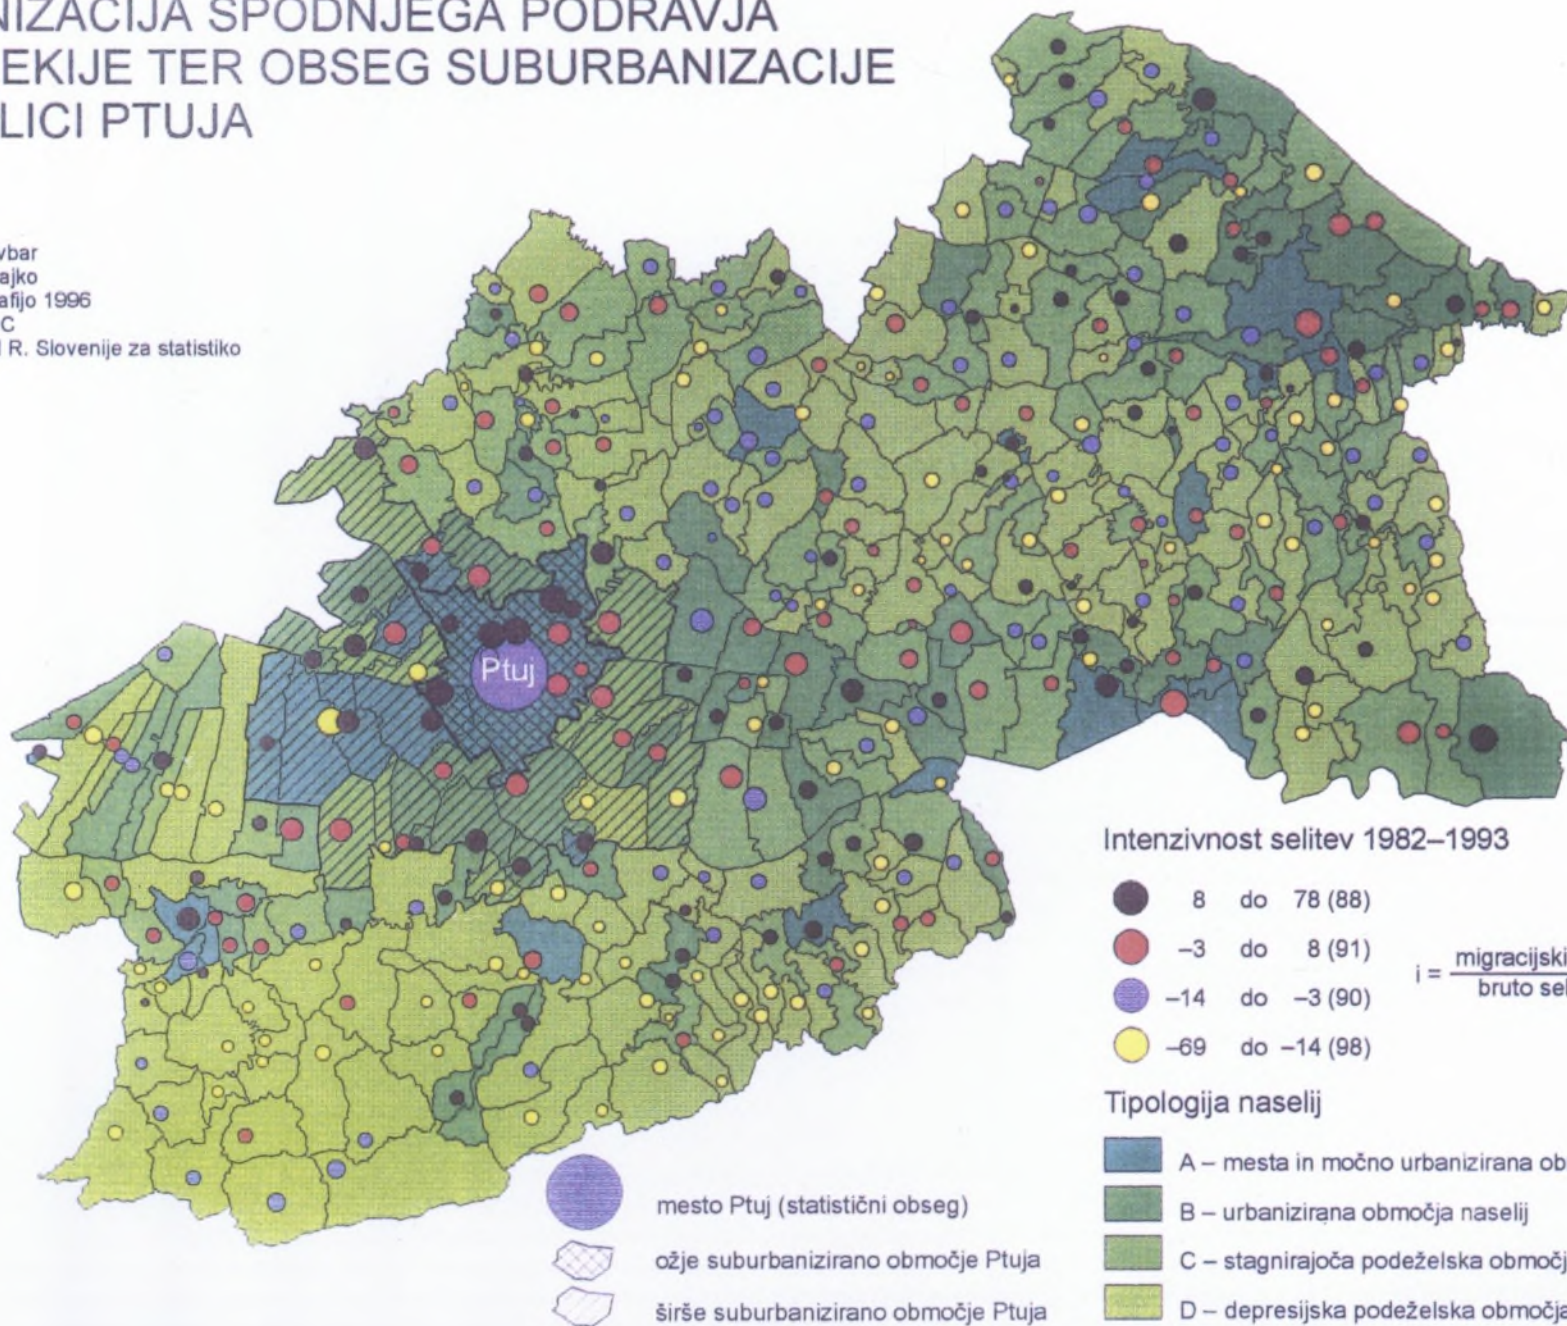 NIZACIJA SPODNJEGA PODRAVJA
EKIJE TER OBSEG SUBURBANIZACIJE
LICI PTUJA
vbar
ajko
afijo 1996
C
R. Slovenije za statistiko
Ptuj
Intenzivnost selitev 1982–1993
8 do 78 (88)
–3 do 8 (91)
–14 do –3 (90)
–69 do –14 (98)
i = migracijski
bruto sel
Tipologija naselij
A – mesta in močno urbanizirana ob
B – urbanizirana območja naselij
C – stagnirajoča podeželska območj
D – depresijska podeželska območja
mesto Ptuj (statistični obseg)
ožje suburbanizirano območje Ptuja
širše suburbanizirano območje Ptuja